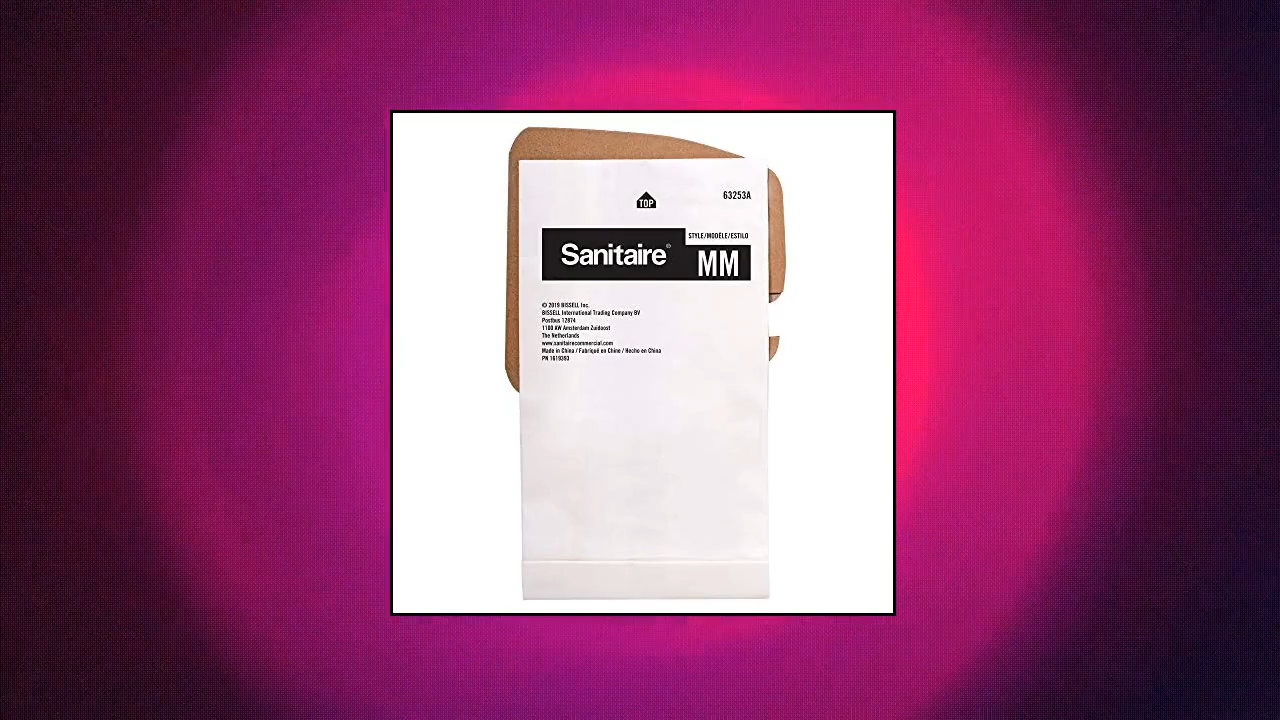 TOP
63253A
Sanitaire®
STYLE/MODÈLE/ESTILO
MM
© 2019 BISSELL Inc.
BISSELL International Trading Company BV
Postbus 12874
1100 AW Amsterdam Zuidoost
The Netherlands
www.sanitairecommercial.com
Made in China / Fabriqué en Chine / Hecho en China
PN 1619393